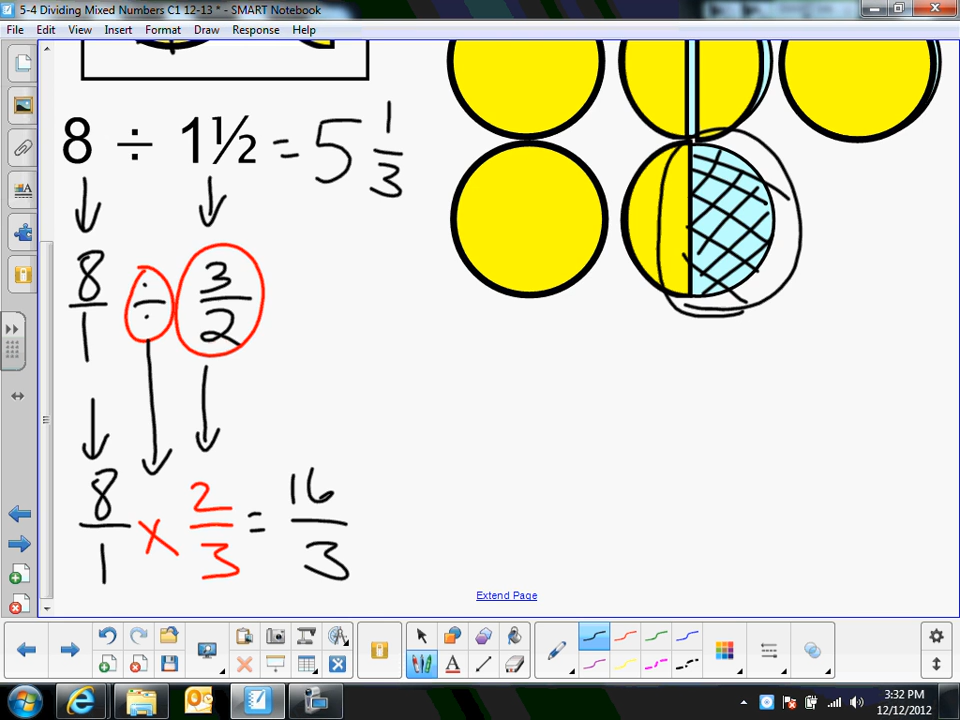 5-4 Dividing Mixed Numbers C1 12-13 * - SMART Notebook
File Edit View Insert Format Draw Response Help
8 ÷ 1½ = 5 1/3
8/1 ÷ 3/2
8/1 × 2/3 = 16/3
Extend Page
3:32 PM
12/12/2012